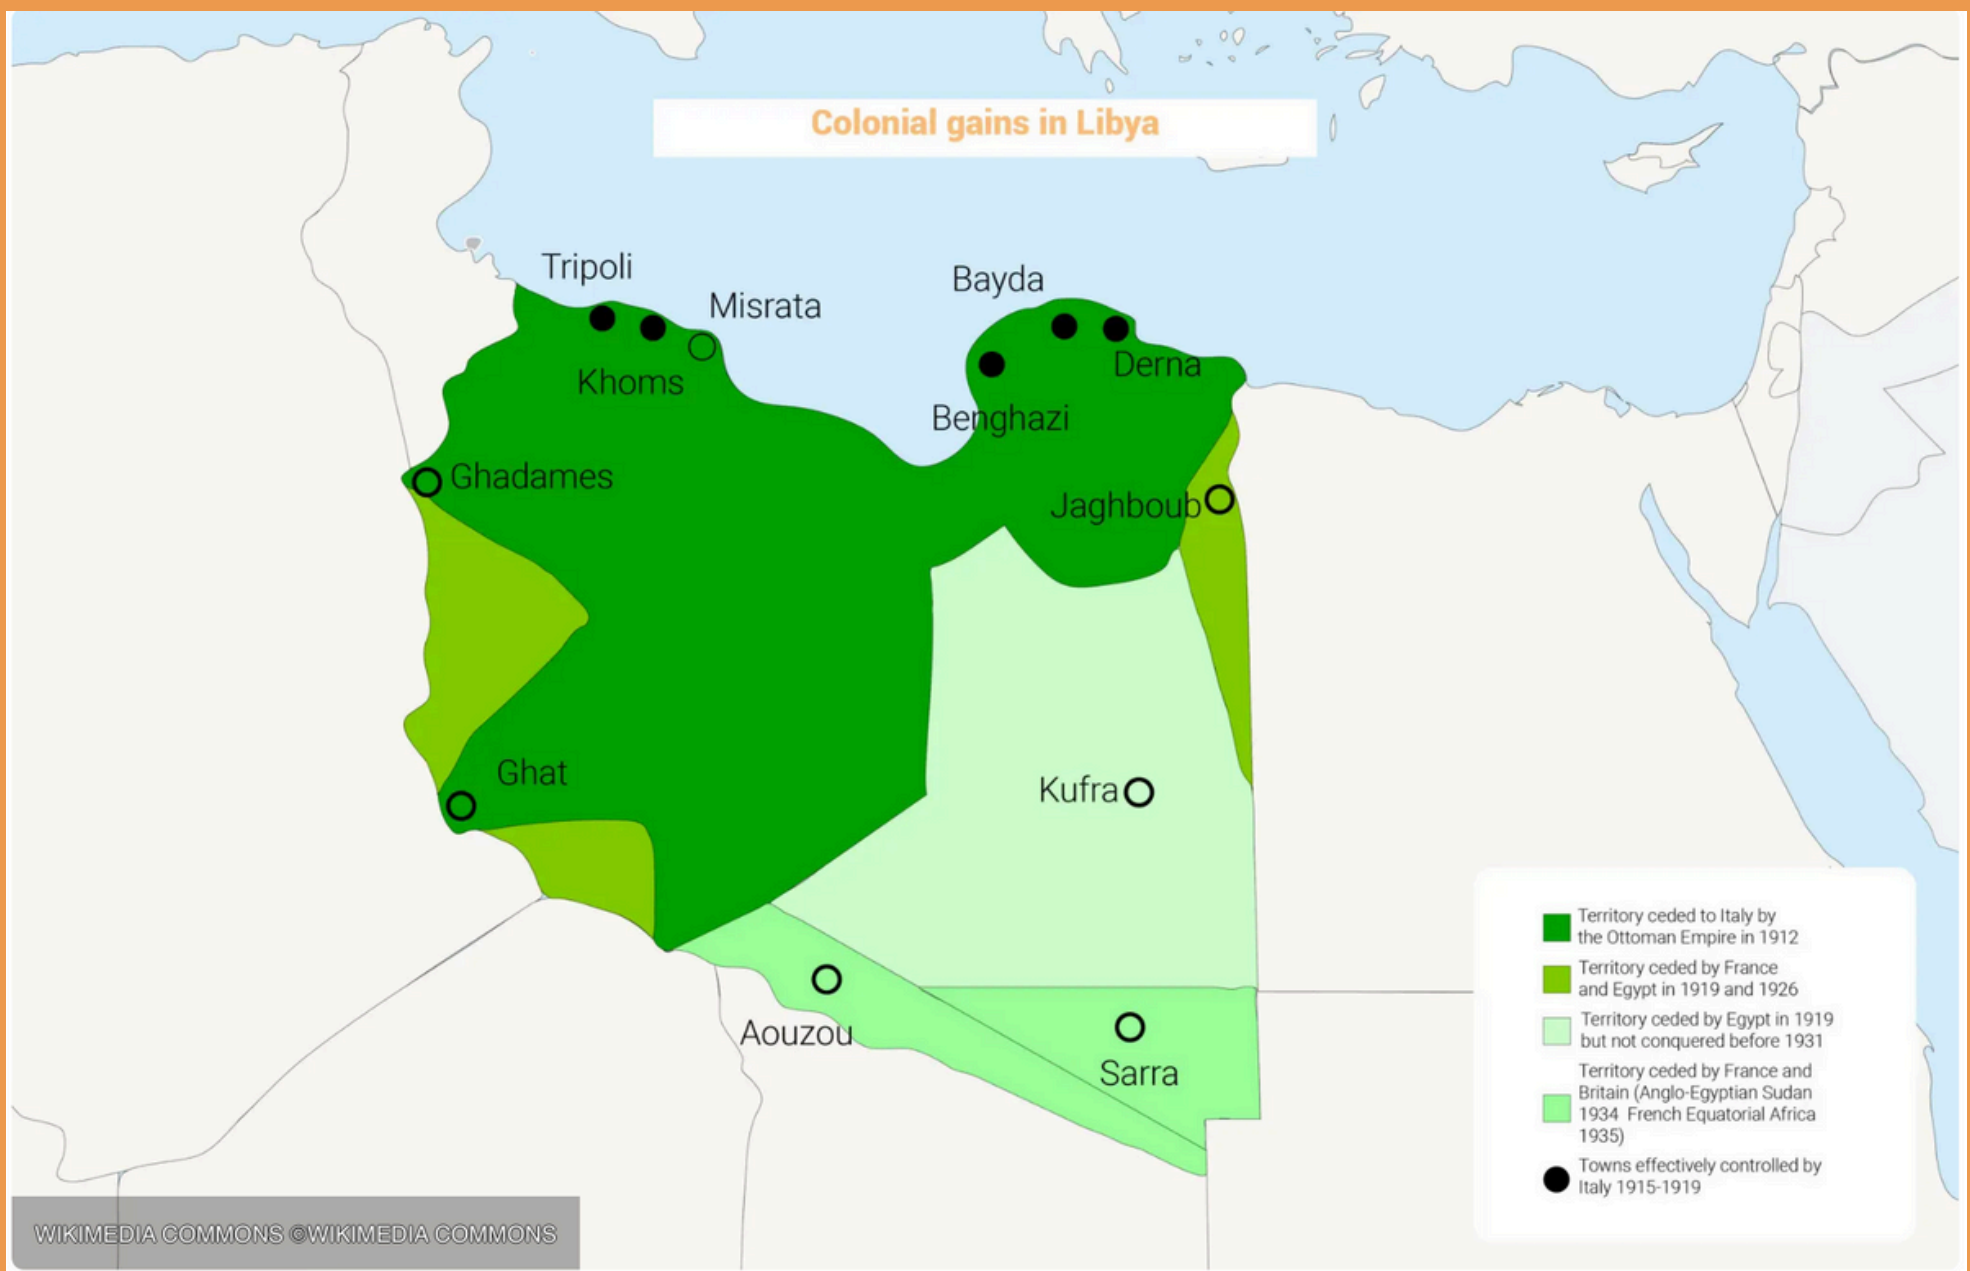 Colonial gains in Libya
Tripoli
Bayda
Misrata
Khoms
Derna
Benghazi
Ghadames
Jaghboub
Ghat
Kufra
Aouzou
Sarra
Territory ceded to Italy by
the Ottoman Empire in 1912
Territory ceded by France
and Egypt in 1919 and 1926
Territory ceded by Egypt in 1919
but not conquered before 1931
Territory ceded by France and
Britain (Anglo-Egyptian Sudan
1934 French Equatorial Africa
1935)
Towns effectively controlled by
Italy 1915-1919
WIKIMEDIA COMMONS ©WIKIMEDIA COMMONS